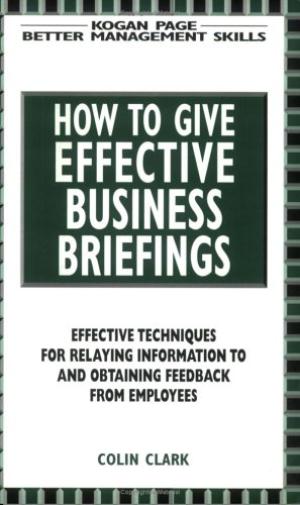 KOGAN PAGE
BETTER MANAGEMENT SKILLS
HOW TO GIVE
EFFECTIVE
BUSINESS
BRIEFINGS
EFFECTIVE TECHNIQUES
FOR RELAYING INFORMATION TO
AND OBTAINING FEEDBACK
FROM EMPLOYEES
COLIN CLARK